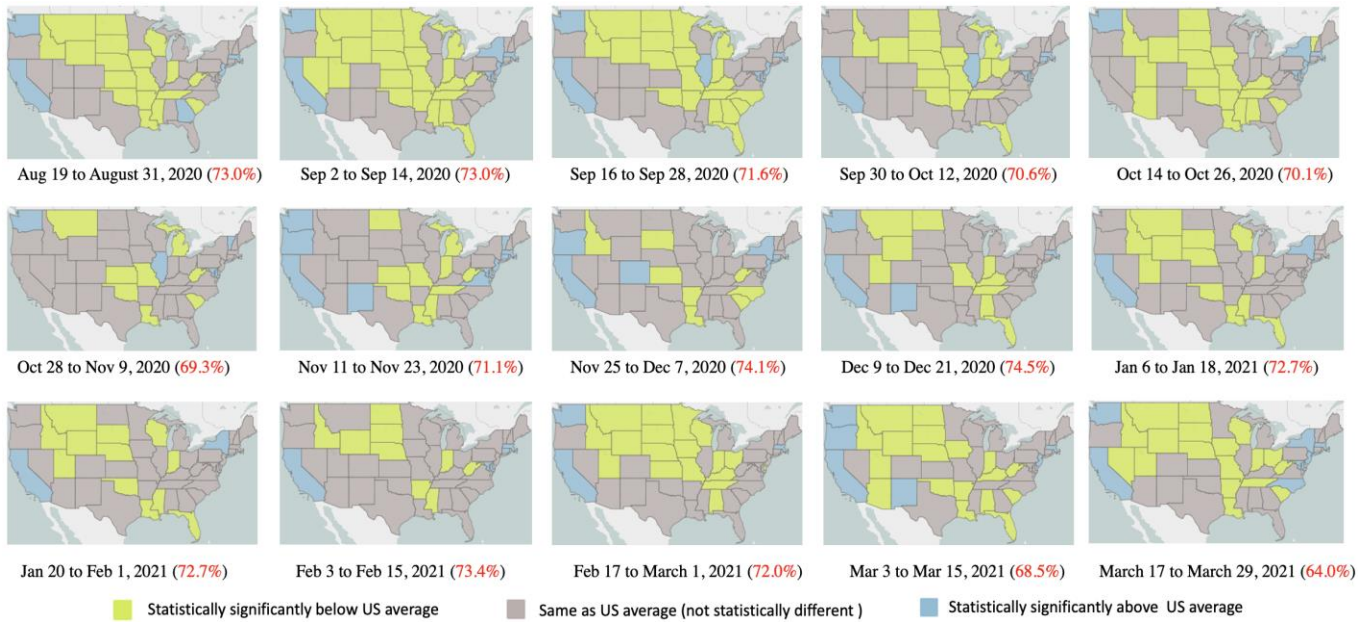 Aug 19 to August 31, 2020 (73.0%)
Sep 2 to Sep 14, 2020 (73.0%)
Sep 16 to Sep 28, 2020 (71.6%)
Sep 30 to Oct 12, 2020 (70.6%)
Oct 14 to Oct 26, 2020 (70.1%)
Oct 28 to Nov 9, 2020 (69.3%)
Nov 11 to Nov 23, 2020 (71.1%)
Nov 25 to Dec 7, 2020 (74.1%)
Dec 9 to Dec 21, 2020 (74.5%)
Jan 6 to Jan 18, 2021 (72.7%)
Jan 20 to Feb 1, 2021 (72.7%)
Feb 3 to Feb 15, 2021 (73.4%)
Feb 17 to March 1, 2021 (72.0%)
Mar 3 to Mar 15, 2021 (68.5%)
March 17 to March 29, 2021 (64.0%)
Statistically significantly below US average
Same as US average (not statistically different )
Statistically significantly above US average